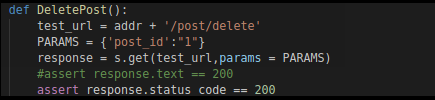 def DeletePost():
    test_url = addr + '/post/delete'
    PARAMS = {'post_id':"1"}
    response = s.get(test_url,params = PARAMS)
    #assert response.text == 200
    assert response.status_code == 200